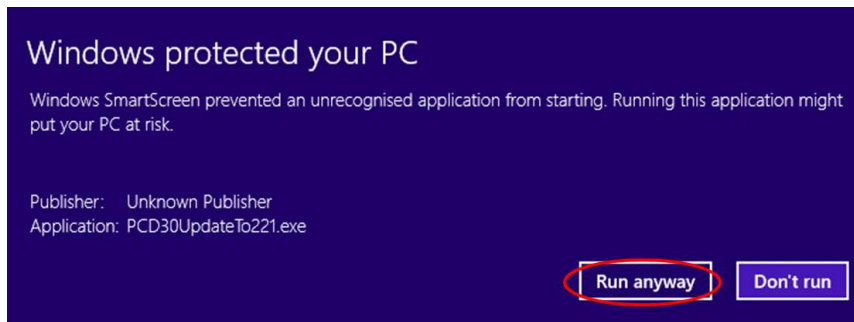 Windows protected your PC
Windows SmartScreen prevented an unrecognised application from starting. Running this application might
put your PC at risk.
Publisher: Unknown Publisher
Application: PCD30UpdateTo221.exe
Run anyway Don't run